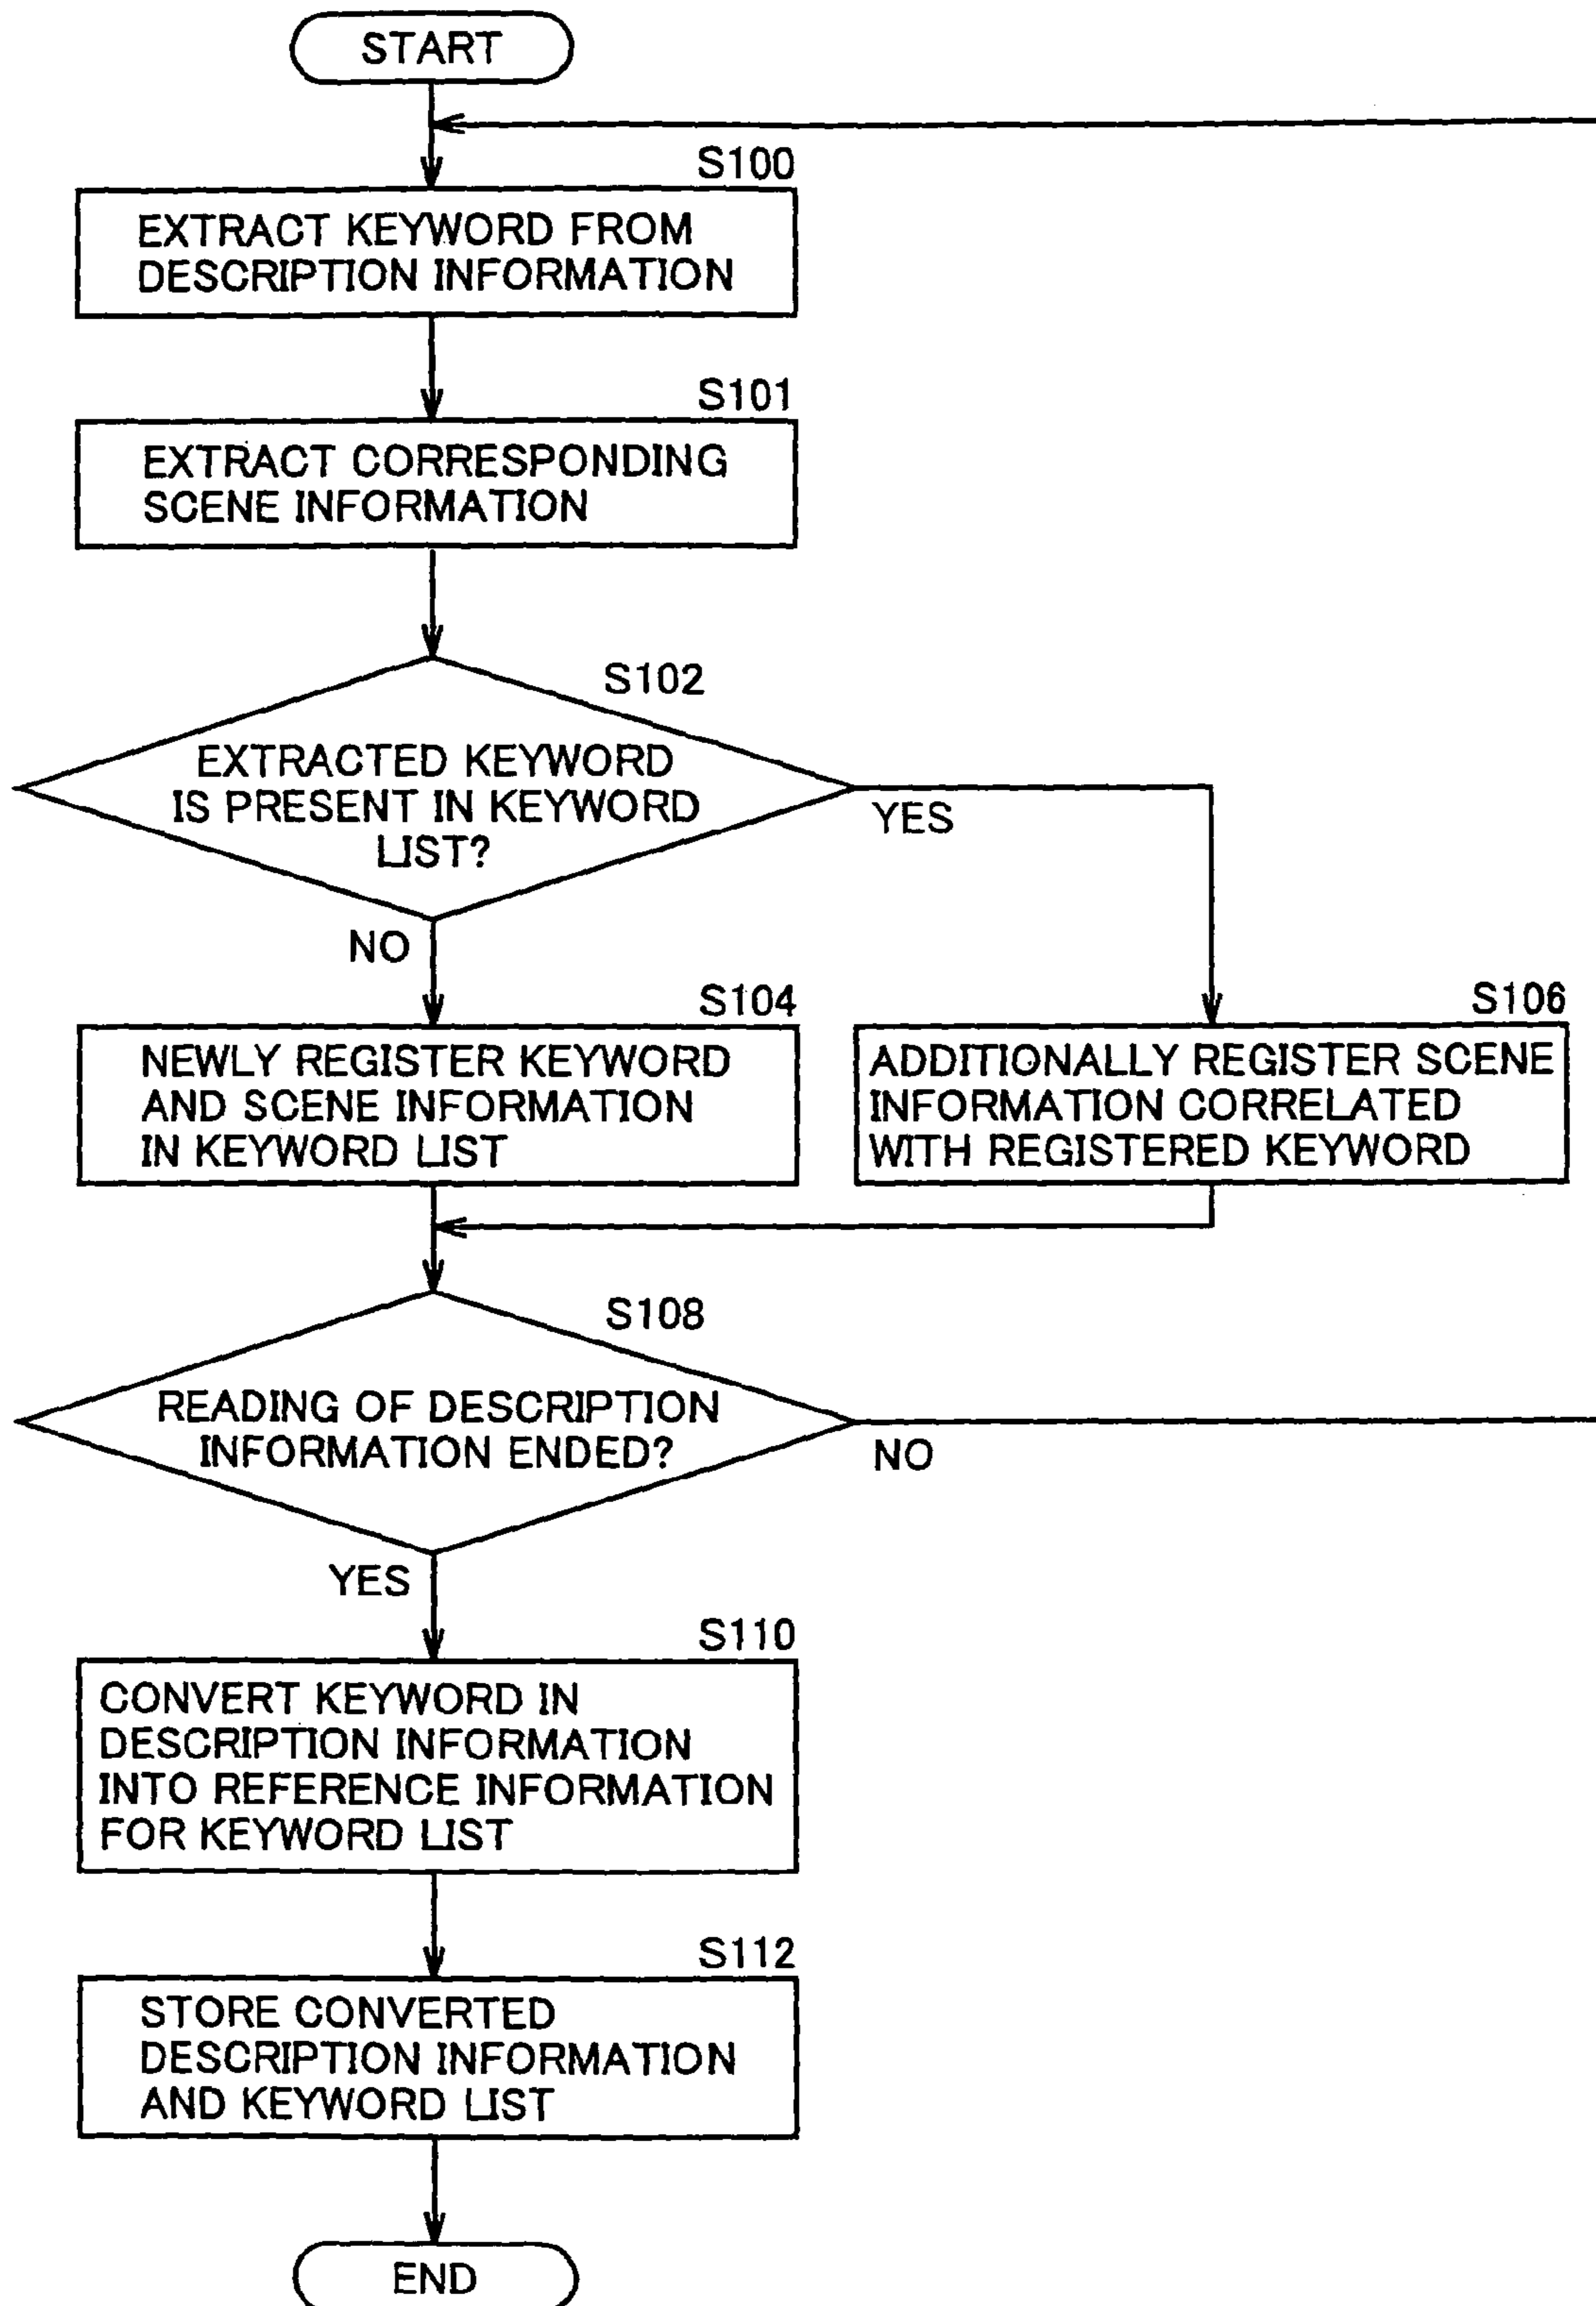 START
S100
EXTRACT KEYWORD FROM
DESCRIPTION INFORMATION
S101
EXTRACT CORRESPONDING
SCENE INFORMATION
S102
EXTRACTED KEYWORD
IS PRESENT IN KEYWORD
LIST?
YES
NO
S104
NEWLY REGISTER KEYWORD
AND SCENE INFORMATION
IN KEYWORD LIST
S106
ADDITIONALLY REGISTER SCENE
INFORMATION CORRELATED
WITH REGISTERED KEYWORD
S108
READING OF DESCRIPTION
INFORMATION ENDED?
NO
YES
S110
CONVERT KEYWORD IN
DESCRIPTION INFORMATION
INTO REFERENCE INFORMATION
FOR KEYWORD LIST
S112
STORE CONVERTED
DESCRIPTION INFORMATION
AND KEYWORD LIST
END